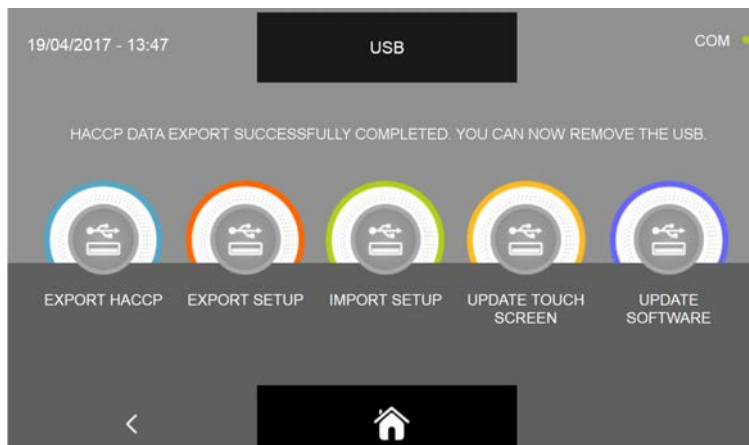 19/04/2017 - 13:47
USB
COM
HACCP DATA EXPORT SUCCESSFULLY COMPLETED. YOU CAN NOW REMOVE THE USB.
EXPORT HACCP
EXPORT SETUP
IMPORT SETUP
UPDATE TOUCH
SCREEN
UPDATE
SOFTWARE